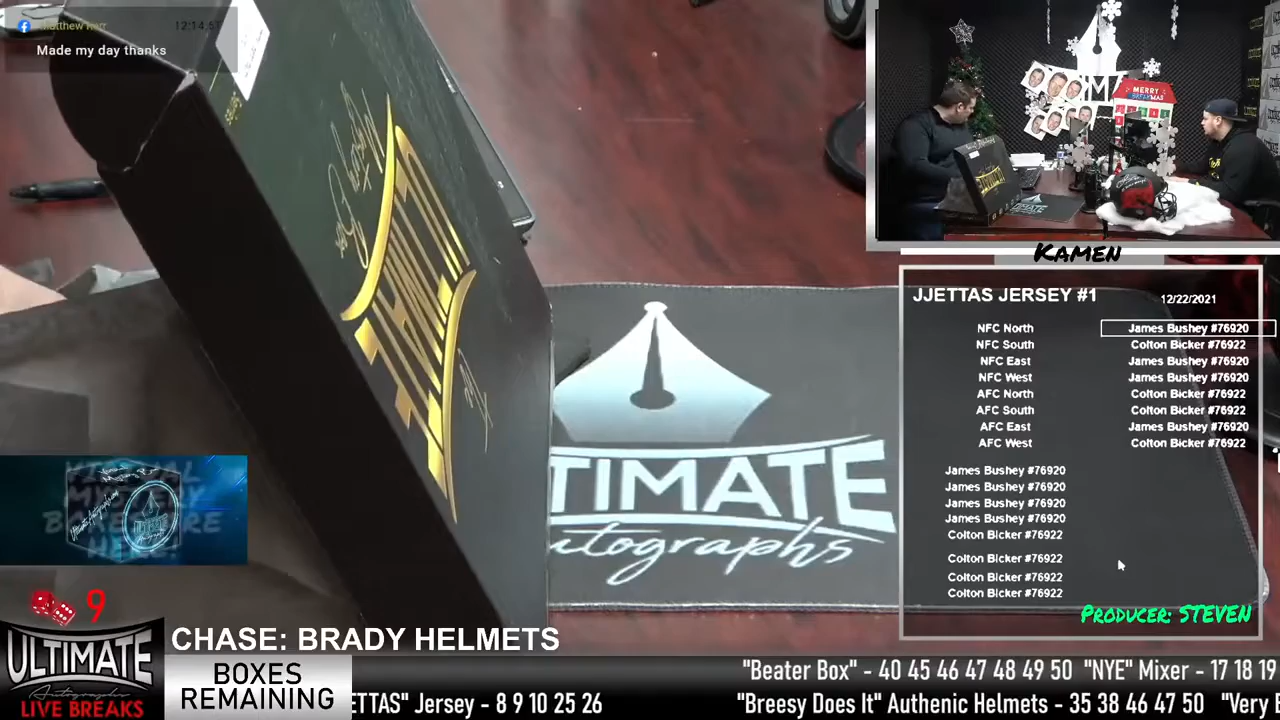 Matthew Kerr
Made my day thanks
MERRY
BREAKMAS
Kamen
JJETTAS JERSEY #1
12/22/2021
NFC North James Bushey #76920
NFC South Colton Bicker #76922
NFC East James Bushey #76920
NFC West James Bushey #76920
AFC North Colton Bicker #76922
AFC South Colton Bicker #76922
AFC East James Bushey #76920
AFC West Colton Bicker #76922
James Bushey #76920
James Bushey #76920
James Bushey #76920
James Bushey #76920
Colton Bicker #76922
Colton Bicker #76922
Colton Bicker #76922
Colton Bicker #76922
Producer: STEVEN
ULTIMATE
TIMATE
utographs
9
ULTIMATE
Autographs
LIVE BREAKS
CHASE: BRADY HELMETS
BOXES
REMAINING
"Beater Box" - 40 45 46 47 48 49 50 "NYE" Mixer - 17 18 19
ETTAS" Jersey - 8 9 10 25 26 "Breesy Does It" Authenic Helmets - 35 38 46 47 50 "Very